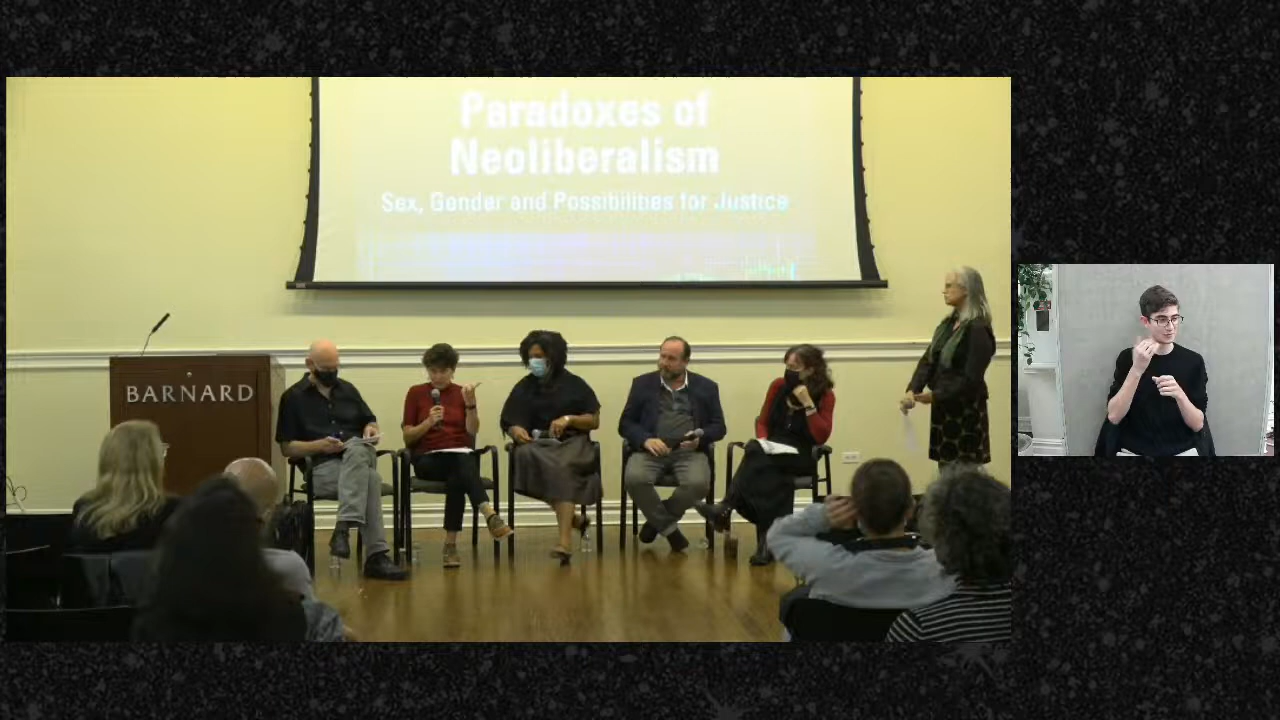 Paradoxes of
Neoliberalism
Sex, Gender and Possibilities for Justice
BARNARD